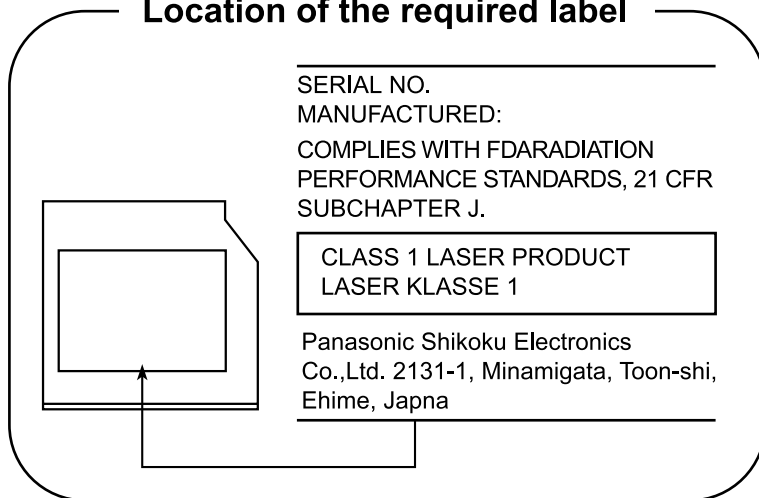 Location of the required label
SERIAL NO.
MANUFACTURED:
COMPLIES WITH FDARADIATION
PERFORMANCE STANDARDS, 21 CFR
SUBCHAPTER J.
CLASS 1 LASER PRODUCT
LASER KLASSE 1
Panasonic Shikoku Electronics
Co.,Ltd. 2131-1, Minamigata, Toon-shi,
Ehime, Japna